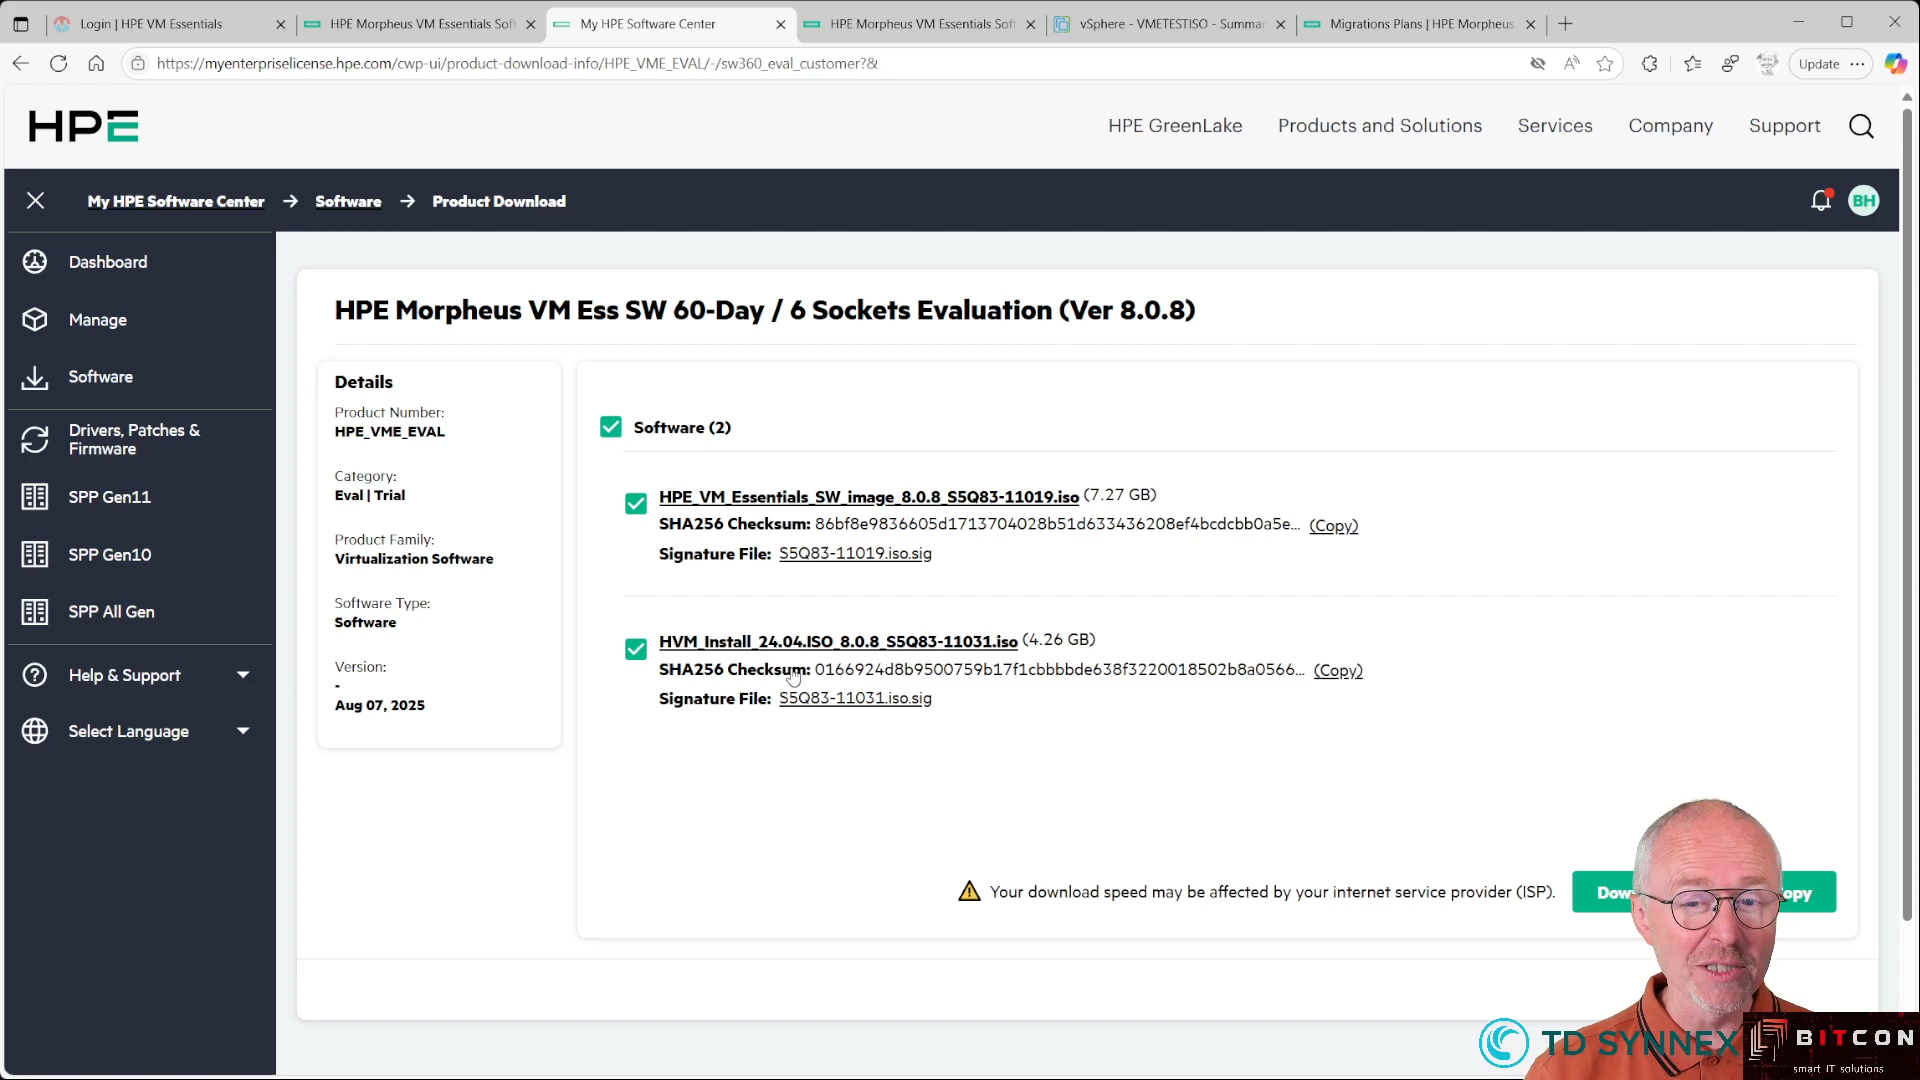 Login | HPE VM Essentials
HPE Morpheus VM Essentials Soft
My HPE Software Center
HPE Morpheus VM Essentials Soft
vSphere - VMETESTISO - Summar
Migrations Plans | HPE Morpheus
https://myenterpriselicense.hpe.com/cwp-ui/product-download-info/HPE_VME_EVAL/-/sw360_eval_customer?&
Update
HPE
HPE GreenLake
Products and Solutions
Services
Company
Support
My HPE Software Center → Software → Product Download
BH
Dashboard
Manage
Software
Drivers, Patches &
Firmware
SPP Gen11
SPP Gen10
SPP All Gen
Help & Support
Select Language
HPE Morpheus VM Ess SW 60-Day / 6 Sockets Evaluation (Ver 8.0.8)
Details
Product Number:
HPE_VME_EVAL
Category:
Eval | Trial
Product Family:
Virtualization Software
Software Type:
Software
Version:
-
Aug 07, 2025
Software (2)
HPE_VM_Essentials_SW_image_8.0.8_S5Q83-11019.iso (7.27 GB)
SHA256 Checksum: 86bf8e9836605d1713704028b51d633436208ef4bcdcbb0a5e... (Copy)
Signature File: S5Q83-11019.iso.sig
HVM_Install_24.04.ISO_8.0.8_S5Q83-11031.iso (4.26 GB)
SHA256 Checksum: 0166924d8b9500759b17f1cbbbbde638f3220018502b8a0566... (Copy)
Signature File: S5Q83-11031.iso.sig
Your download speed may be affected by your internet service provider (ISP).
TD SYNNEX
BITCON
smart IT solutions